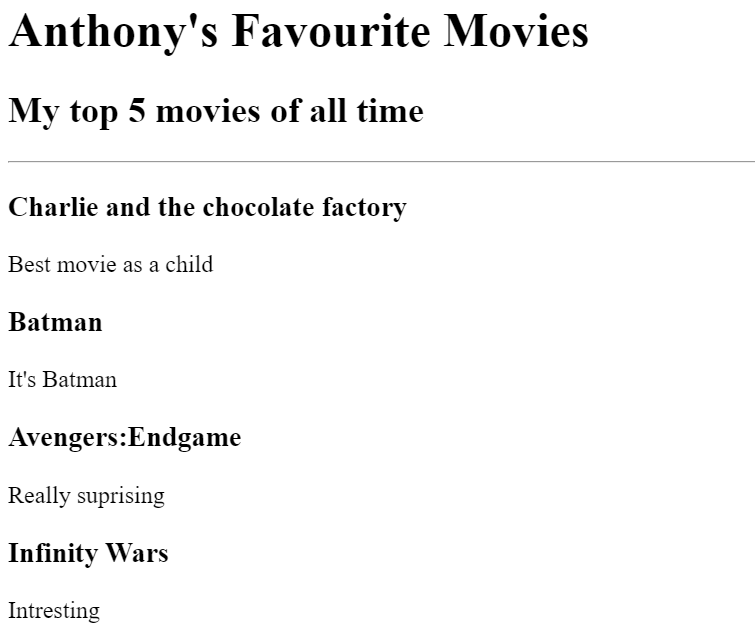 Anthony's Favourite Movies
My top 5 movies of all time
Charlie and the chocolate factory
Best movie as a child
Batman
It's Batman
Avengers:Endgame
Really suprising
Infinity Wars
Intresting